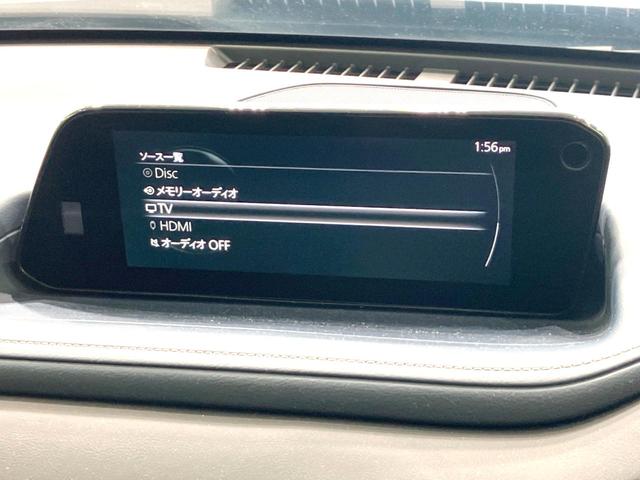 1:56pm
ソース一覧
Disc
メモリーオーディオ
TV
HDMI
オーディオ OFF